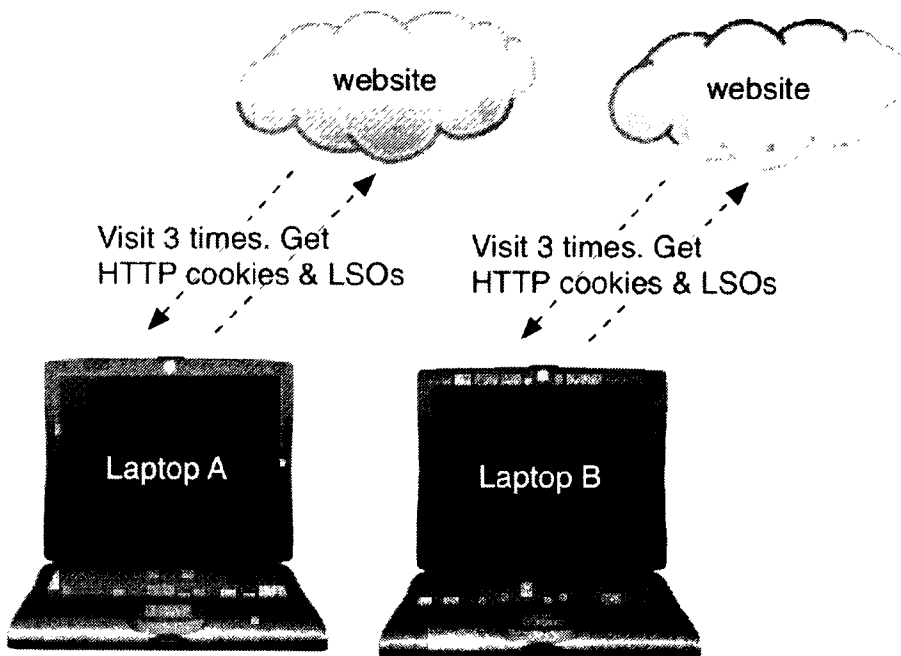 website
website
Visit 3 times. Get
HTTP cookies & LSOs
Visit 3 times. Get
HTTP cookies & LSOs
Laptop A
Laptop B